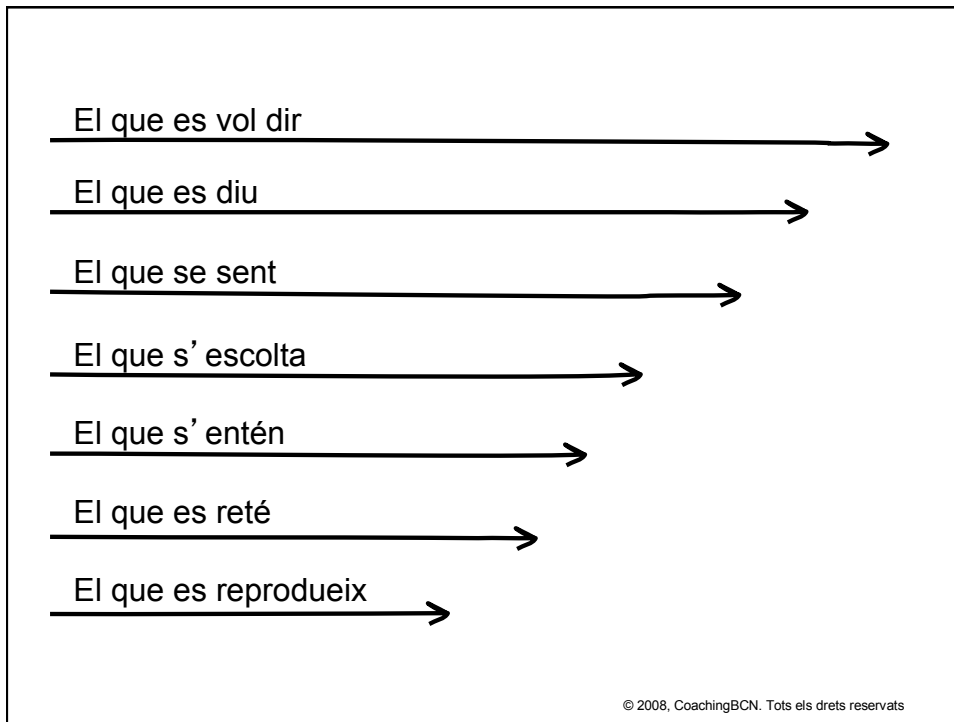 El que es vol dir
El que es diu
El que se sent
El que s’ escolta
El que s’ entén
El que es reté
El que es reprodueix
© 2008, CoachingBCN. Tots els drets reservats